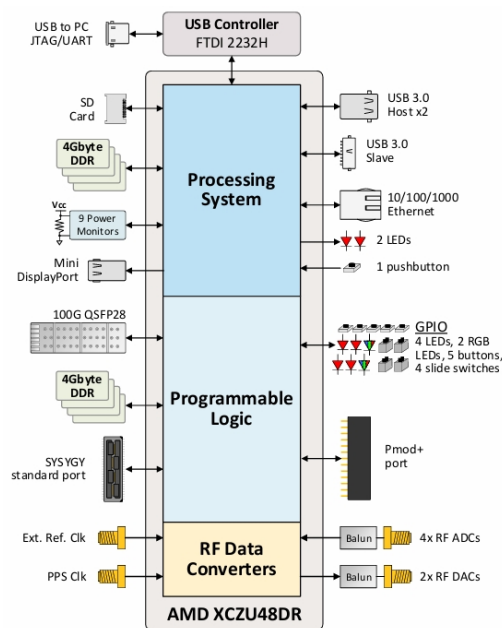 USB to PC
JTAG/UART
USB Controller
FTDI 2232H
SD
Card
4Gbyte
DDR
Vcc
9 Power
Monitors
Mini
DisplayPort
Processing
System
USB 3.0
Host x2
USB 3.0
Slave
10/100/1000
Ethernet
2 LEDs
1 pushbutton
100G QSFP28
4Gbyte
DDR
SYSYGY
standard port
Programmable
Logic
GPIO
4 LEDs, 2 RGB
LEDs, 5 buttons,
4 slide switches
Pmod+
port
Ext. Ref. Clk
PPS Clk
RF Data
Converters
Balun
4x RF ADCs
Balun
2x RF DACs
AMD XCZU48DR